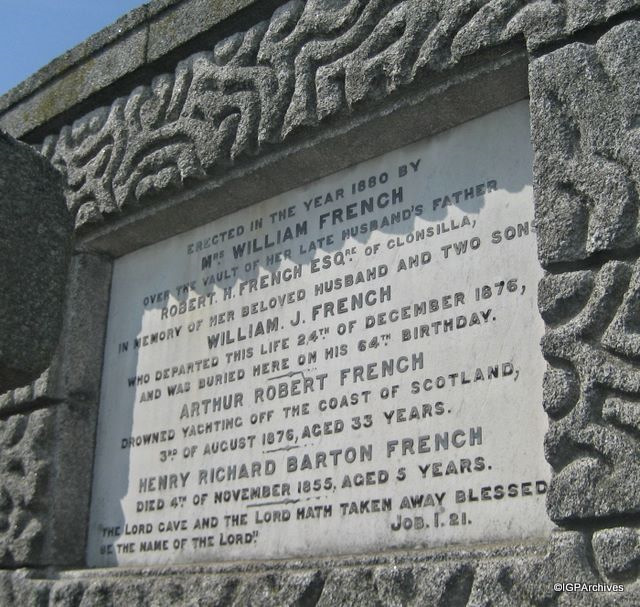 ERECTED IN THE YEAR 1880 BY
MRS WILLIAM FRENCH
OVER THE VAULT OF HER LATE HUSBAND'S FATHER
ROBERT. H. FRENCH ESQRE OF CLONSILLA,
IN MEMORY OF HER BELOVED HUSBAND AND TWO SONS
WILLIAM. J. FRENCH
WHO DEPARTED THIS LIFE 24TH OF DECEMBER 1876,
AND WAS BURIED HERE ON HIS 64TH BIRTHDAY.
ARTHUR ROBERT FRENCH
DROWNED YACHTING OFF THE COAST OF SCOTLAND,
3RD OF AUGUST 1876, AGED 33 YEARS.
HENRY RICHARD BARTON FRENCH
DIED 4TH OF NOVEMBER 1855, AGED 5 YEARS.
"THE LORD GAVE AND THE LORD HATH TAKEN AWAY BLESSED
BE THE NAME OF THE LORD."
JOB. I. 21.
©IGPArchives